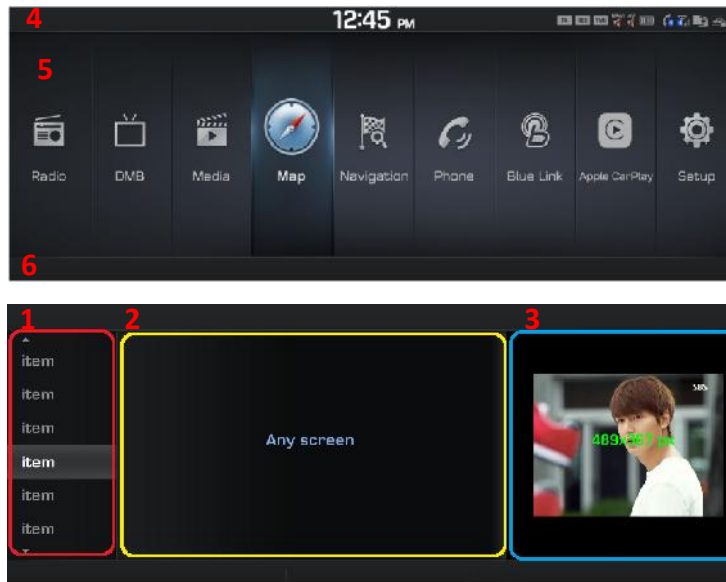 4
12:45 PM
5
Radio
DMB
Media
Map
Navigation
Phone
Blue Link
Apple CarPlay
Setup
6
1
2
3
item
item
item
item
item
item
Any screen
SBS
489x367 px